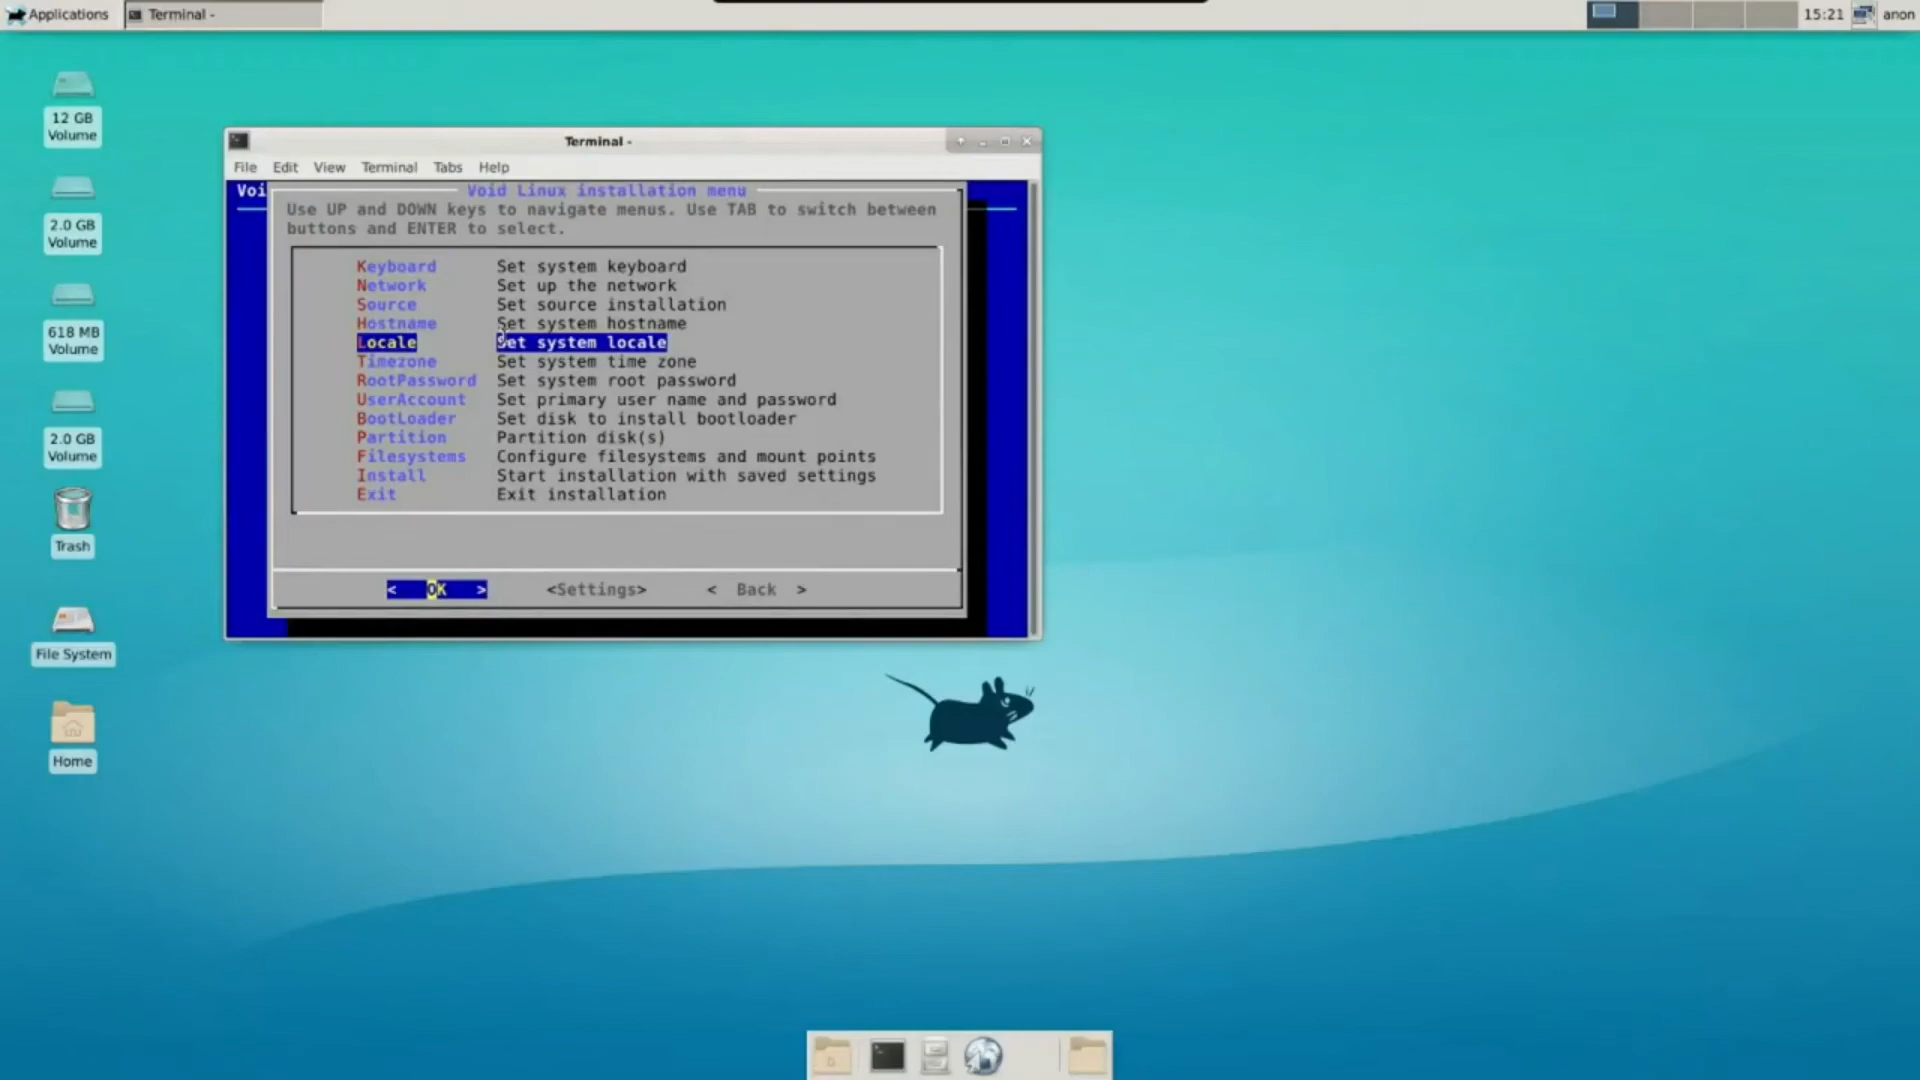 Applications
Terminal -
15:21
anon
12 GB
Volume
2.0 GB
Volume
618 MB
Volume
2.0 GB
Volume
Trash
File System
Home
Terminal -
File Edit View Terminal Tabs Help
Voi
Void Linux installation menu
Use UP and DOWN keys to navigate menus. Use TAB to switch between
buttons and ENTER to select.
Keyboard Set system keyboard
Network Set up the network
Source Set source installation
Hostname Set system hostname
Locale Set system locale
Timezone Set system time zone
RootPassword Set system root password
UserAccount Set primary user name and password
BootLoader Set disk to install bootloader
Partition Partition disk(s)
Filesystems Configure filesystems and mount points
Install Start installation with saved settings
Exit Exit installation
< OK > <Settings> < Back >